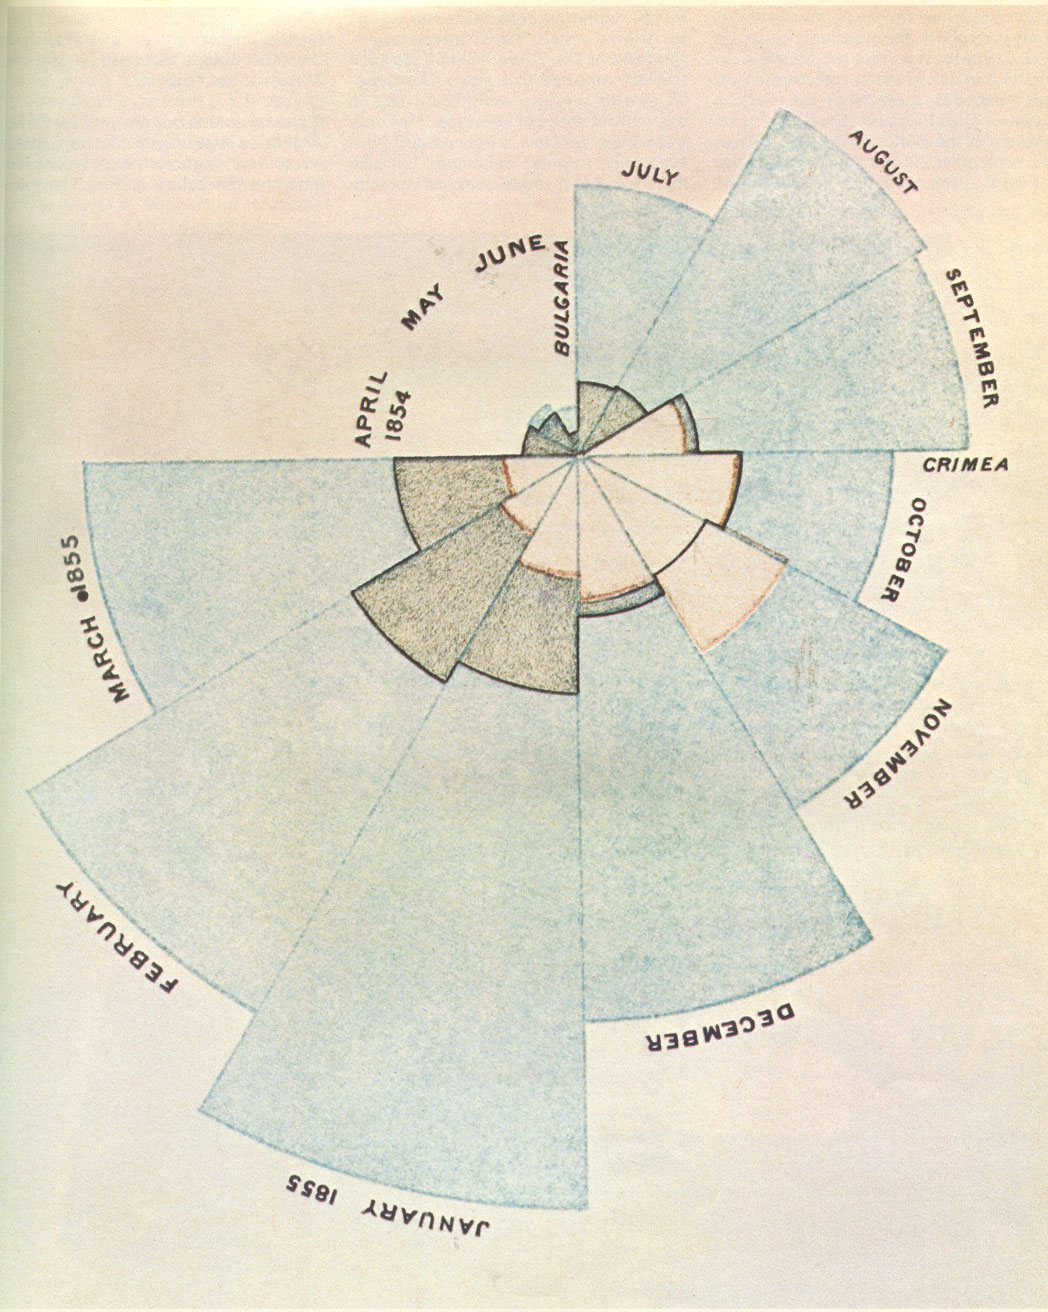 APRIL
1854
MAY
JUNE
BULGARIA
JULY
AUGUST
SEPTEMBER
CRIMEA
OCTOBER
NOVEMBER
DECEMBER
JANUARY 1855
FEBRUARY
MARCH 1855